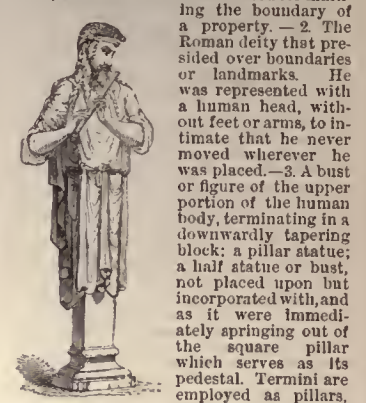 ing the boundary of
a property. — 2. The
Roman deity that pre-
sided over boundaries
or landmarks. He
was represented with
a human head, with-
out feet or arms, to in-
timate that he never
moved wherever he
was placed.—3. A bust
or figure of the upper
portion of the human
body, terminating in a
downwardly tapering
block; a pillar statue;
a half statue or bust,
not placed upon but
incorporated with, and
as it were immedi-
ately springing out of
the square pillar
which serves as its
pedestal. Termini are
employed as pillars,